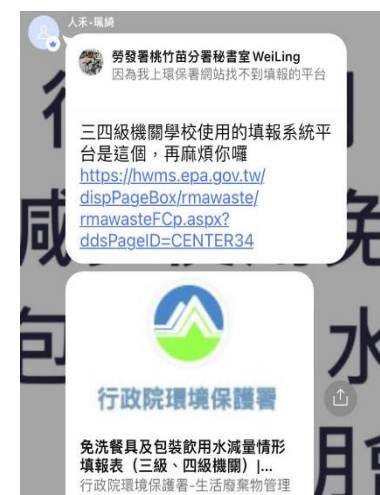 人禾-珮綺
勞發署桃竹苗分署秘書室WeiLing
因為我上環保署網站找不到填報的平台
三四級機關學校使用的填報系統平
台是這個，再麻煩你囉
https://hwms.epa.gov.tw/
dispPageBox/rmawaste/
rmawasteFCp.aspx?
ddsPageID=CENTER34
行政院環境保護署
免洗餐具及包裝飲用水減量情形
填報表（三級、四級機關）|...
行政院環境保護署-生活廢棄物管理
減
免
包
水